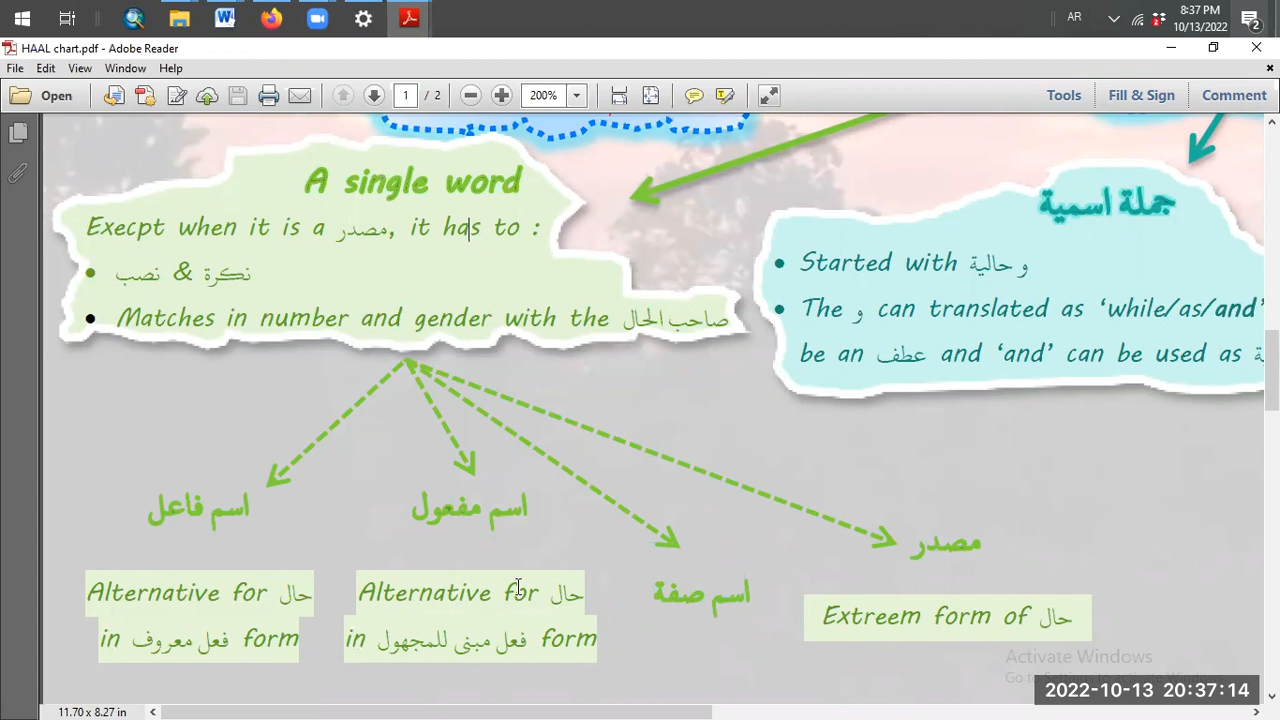 8:37 PM
AR
10/13/2022
2
HAAL chart.pdf - Adobe Reader
File Edit View Window Help
Open 1 / 2 200% Tools Fill & Sign Comment
A single word
Execpt when it is a مصدر, it has to :
• نكرة & نصب
• Matches in number and gender with the صاحب الحال
جملة اسمية
• Started with و حالية
• The و can translated as ‘while/as/and’
be an عطف and ‘and’ can be used as
اسم فاعل
اسم مفعول
مصدر
اسم صفة
Alternative for حال
in فعل معروف form
Alternative for حال
in فعل مبنى للمجهول form
Extreem form of حال
Activate Windows
2022-10-13 20:37:14
11.70 x 8.27 in